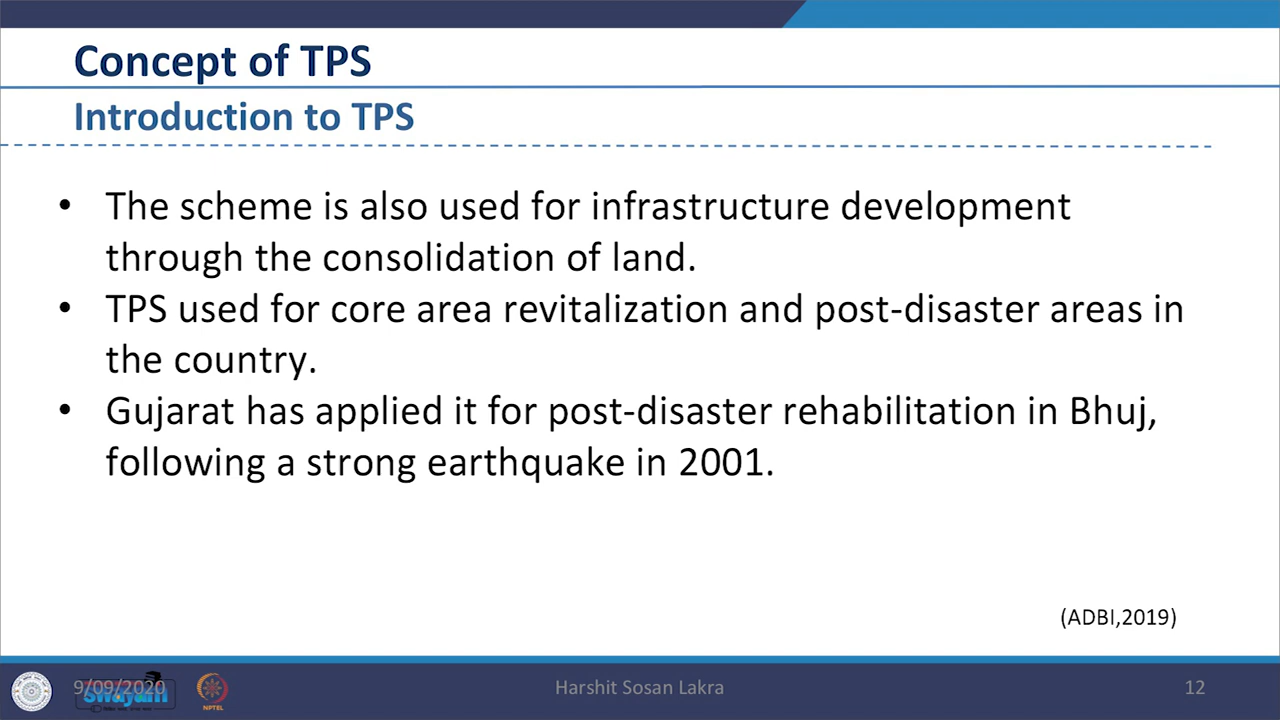 Concept of TPS
Introduction to TPS
• The scheme is also used for infrastructure development
through the consolidation of land.
• TPS used for core area revitalization and post-disaster areas in
the country.
• Gujarat has applied it for post-disaster rehabilitation in Bhuj,
following a strong earthquake in 2001.
(ADBI,2019)
9/09/2020
swayam
NPTEL
Harshit Sosan Lakra
12